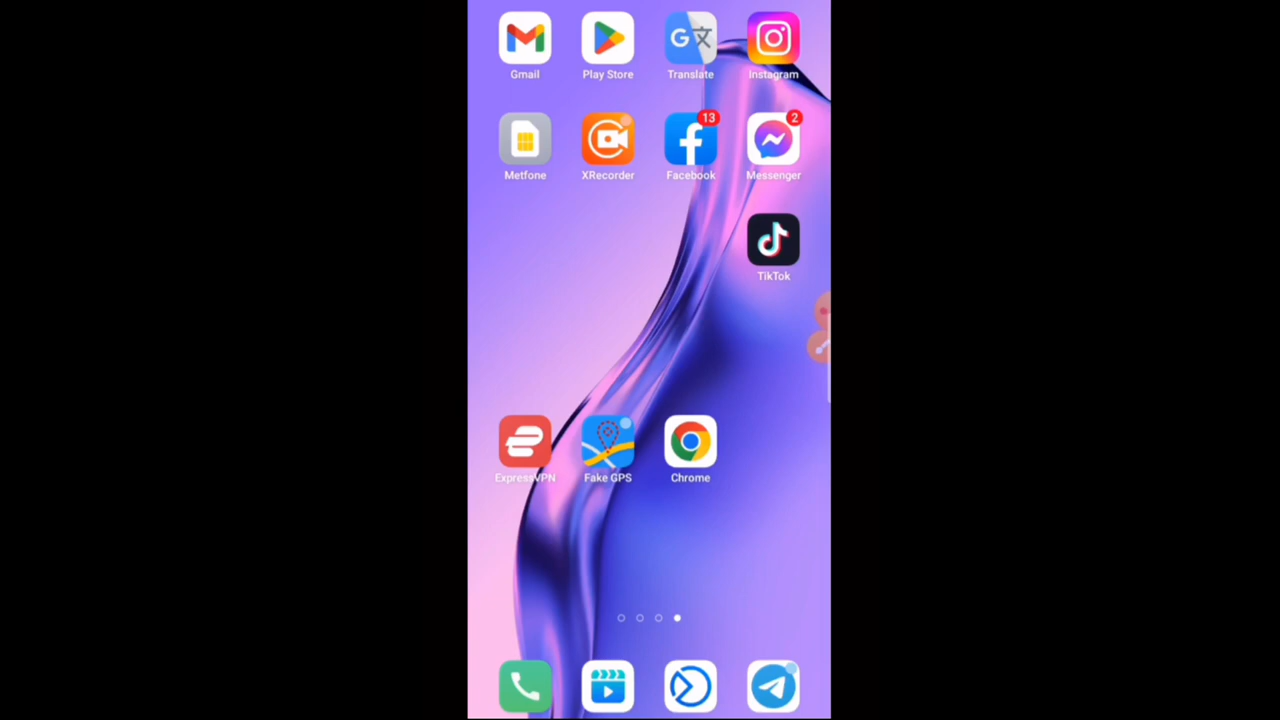 Gmail
Play Store
Translate
Instagram
13
2
Metfone
XRecorder
Facebook
Messenger
TikTok
ExpressVPN
Fake GPS
Chrome